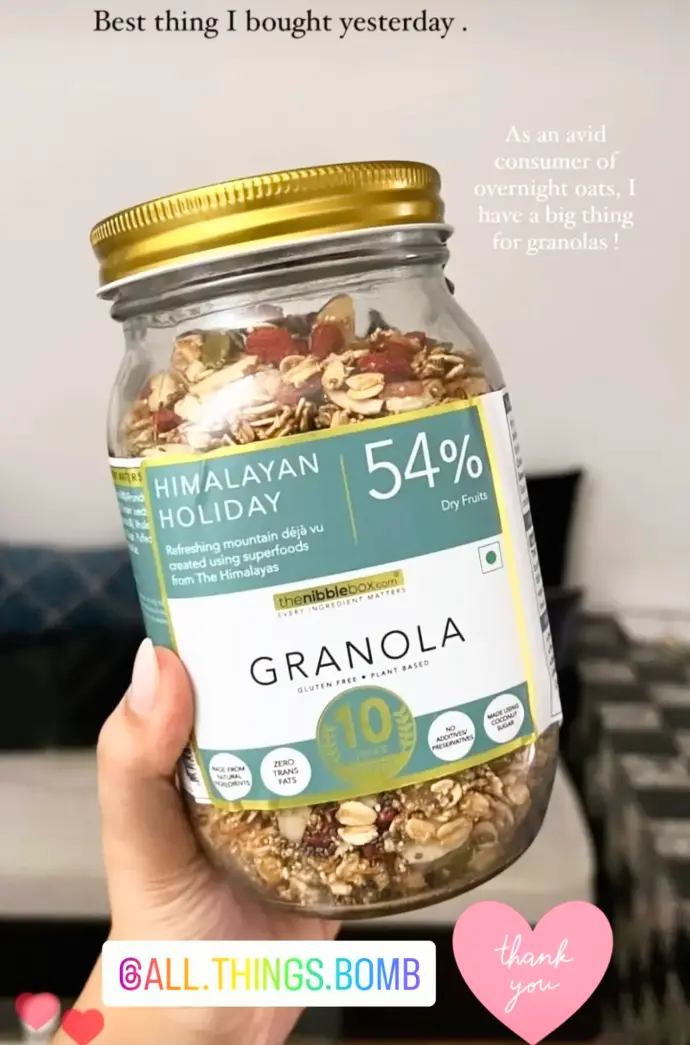 Best thing I bought yesterday .
As an avid
consumer of
overnight oats, I
have a big thing
for granolas !
HIMALAYAN
HOLIDAY
Refreshing mountain déjà vu
created using superfoods
from The Himalayas
54%
Dry Fruits
thenibblebox.com
EVERY INGREDIENT MATTERS
GRANOLA
GLUTEN FREE • PLANT BASED
10
MADE FROM
NATURAL
INGREDIENTS
ZERO
TRANS
FATS
NO
ADDITIVES/
PRESERVATIVES
MADE USING
COCONUT
SUGAR
@ALL.THINGS.BOMB
thank
you